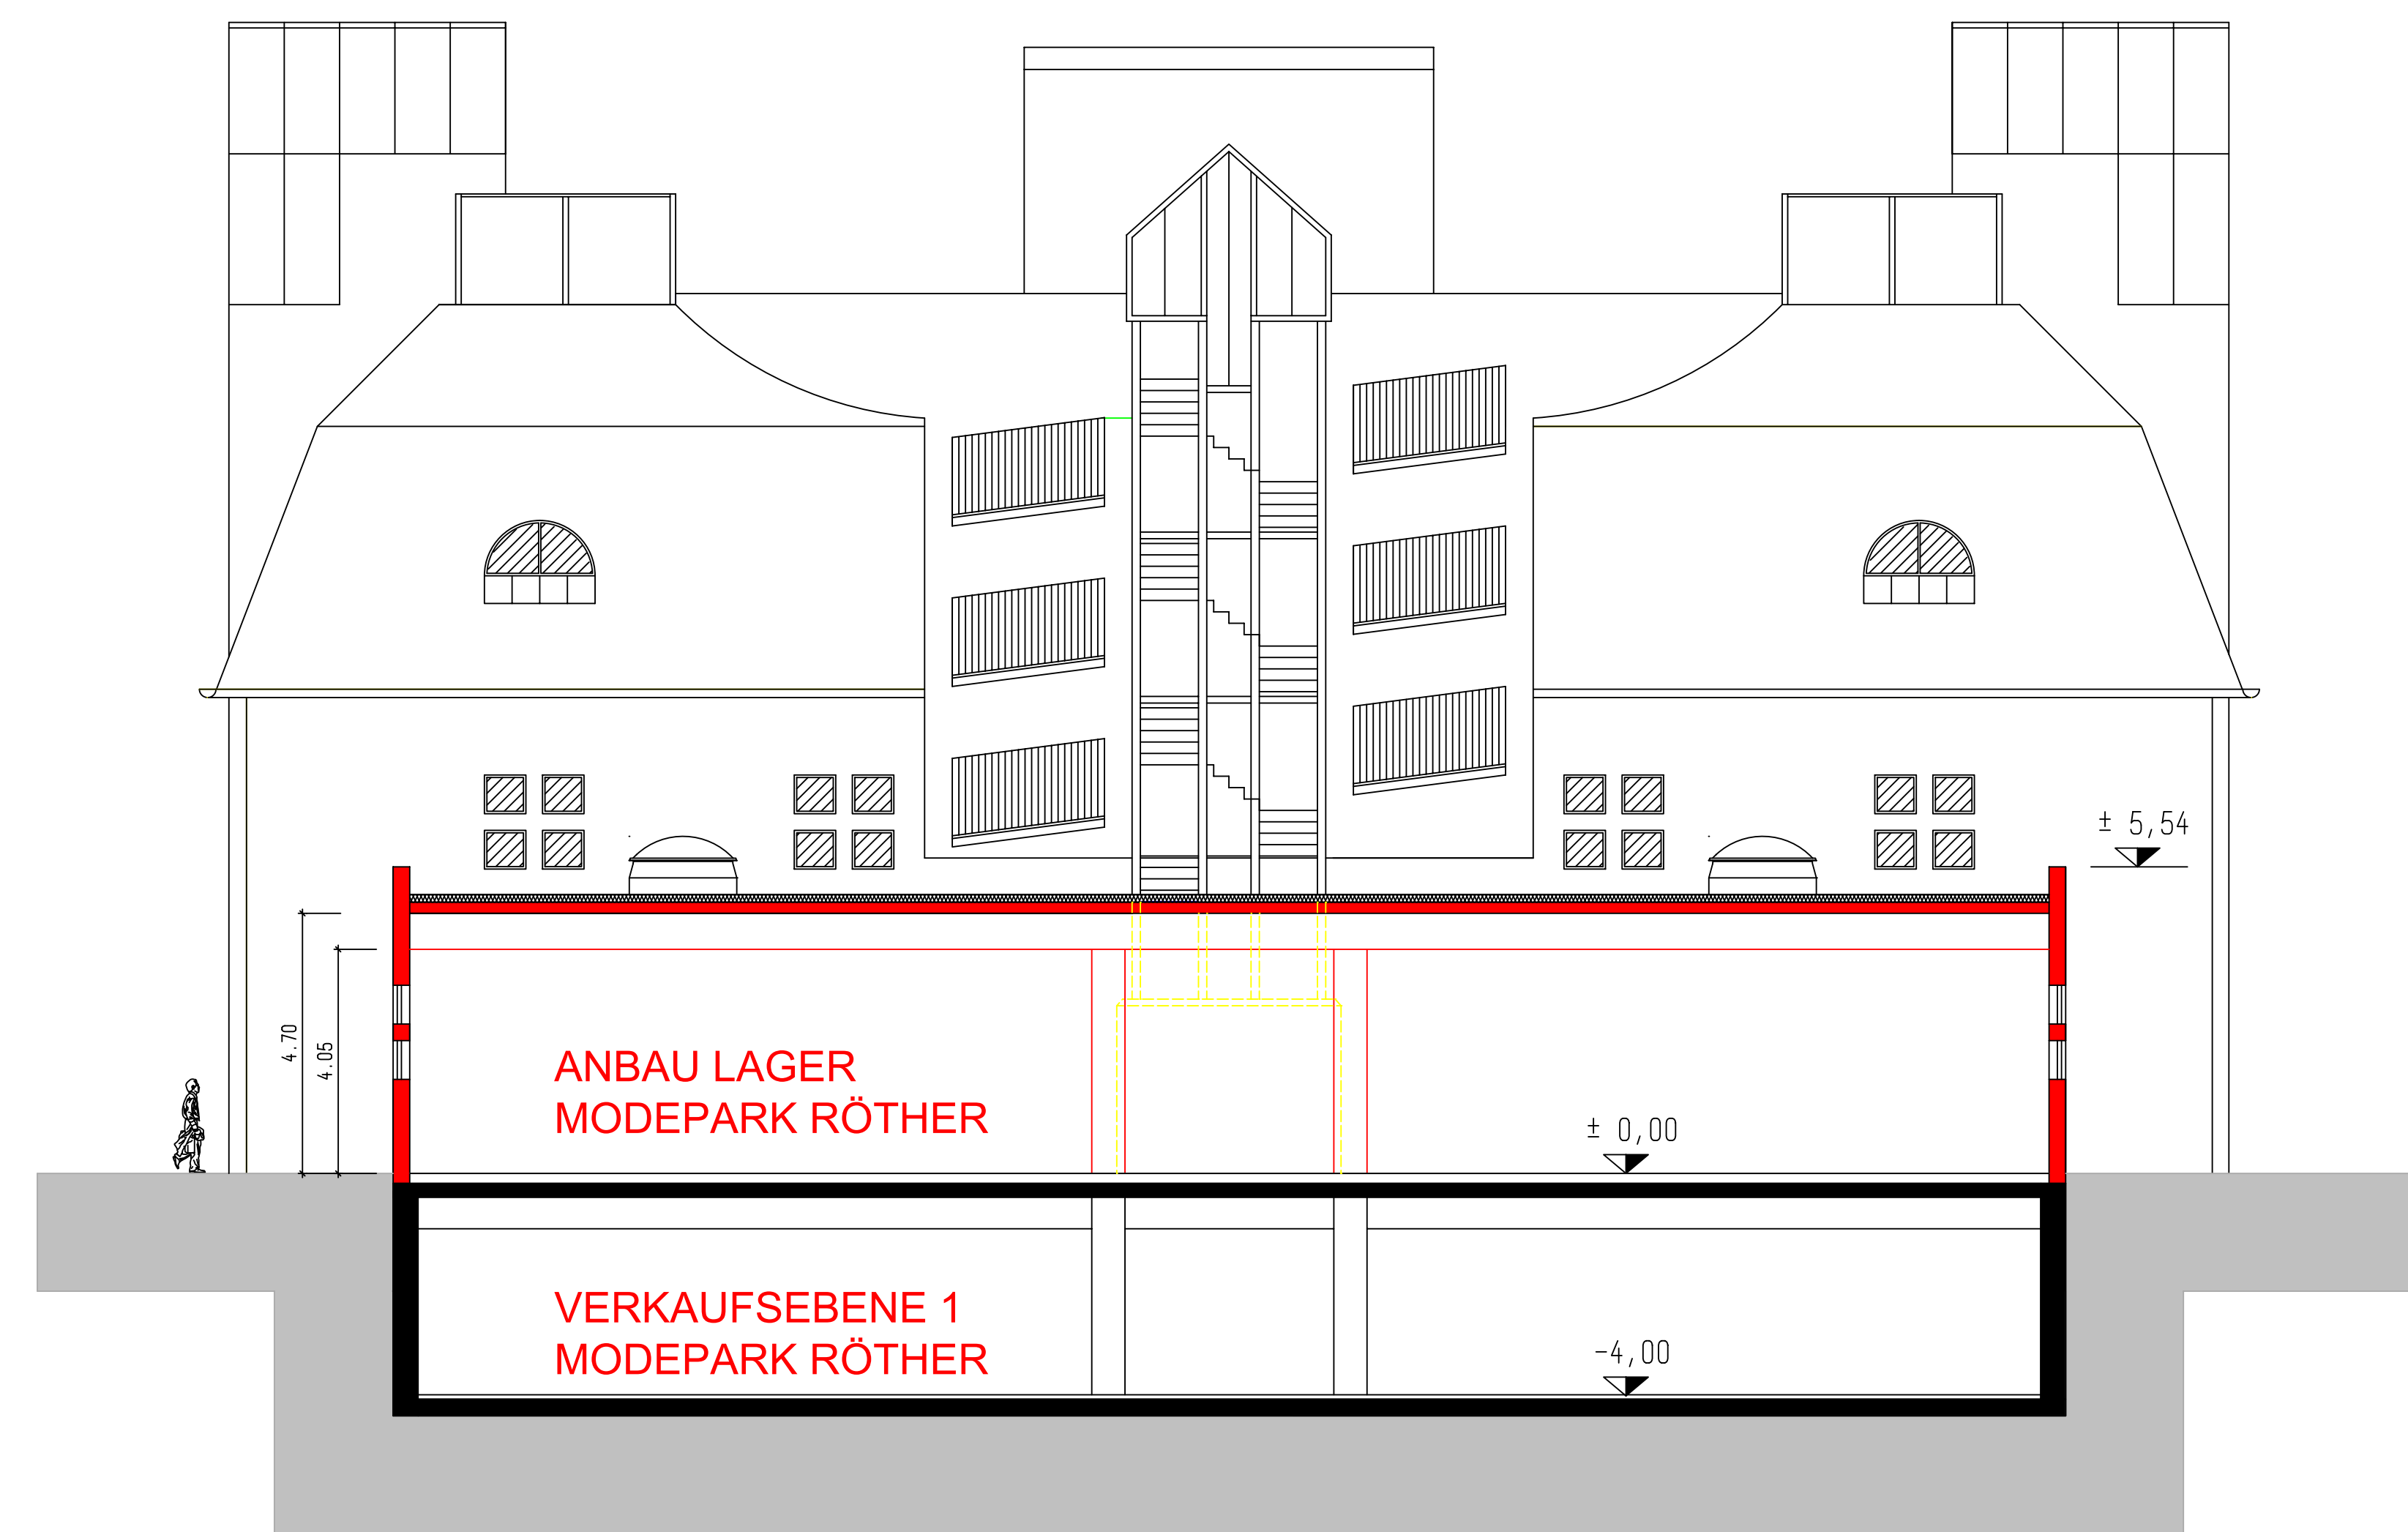 ± 5,54
4.70
4.05
ANBAU LAGER
MODEPARK RÖTHER
± 0,00
VERKAUFSEBENE 1
MODEPARK RÖTHER
-4,00